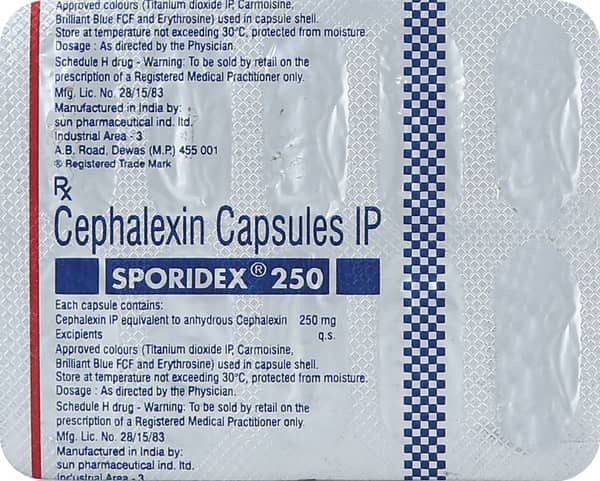 Approved colours (Titanium dioxide IP, Carmoisine,
Brilliant Blue FCF and Erythrosine) used in capsule shell.
Store at temperature not exceeding 30°C, protected from moisture.
Dosage : As directed by the Physician.
Schedule H drug - Warning: To be sold by retail on the
prescription of a Registered Medical Practitioner only.
Mfg. Lic. No. 28/15/83
Manufactured in India by:
sun pharmaceutical ind. ltd.
Industrial Area - 3
A.B. Road, Dewas (M.P.) 455 001
® Registered Trade Mark
℞
Cephalexin Capsules IP
SPORIDEX® 250
Each capsule contains:
Cephalexin IP equivalent to anhydrous Cephalexin 250 mg
Excipients q.s.
Approved colours (Titanium dioxide IP, Carmoisine,
Brilliant Blue FCF and Erythrosine) used in capsule shell.
Store at temperature not exceeding 30°C, protected from moisture.
Dosage : As directed by the Physician.
Schedule H drug - Warning: To be sold by retail on the
prescription of a Registered Medical Practitioner only.
Mfg. Lic. No. 28/15/83
Manufactured in India by:
sun pharmaceutical ind. ltd.
Industrial Area - 3